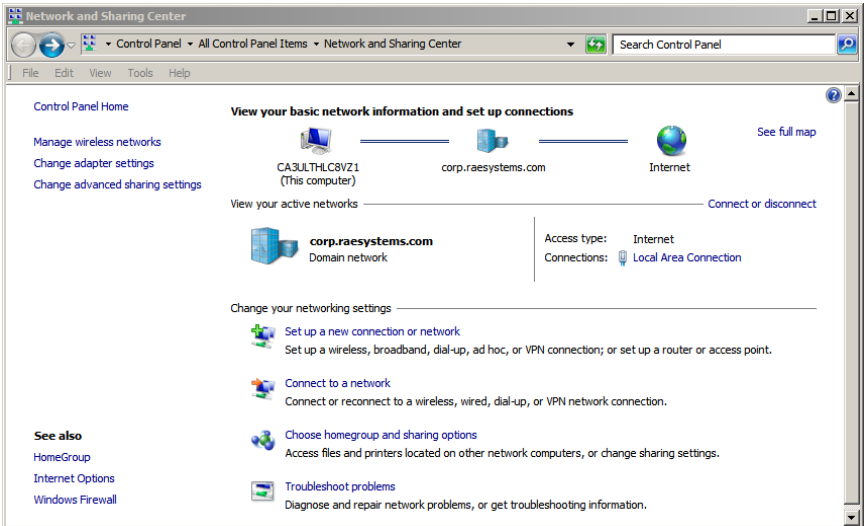 Network and Sharing Center
Control Panel All Control Panel Items Network and Sharing Center
Search Control Panel
File Edit View Tools Help
Control Panel Home
Manage wireless networks
Change adapter settings
Change advanced sharing settings
View your basic network information and set up connections
See full map
CA3ULTHLC8VZ1
(This computer)
corp.raesystems.com
Internet
View your active networks
Connect or disconnect
corp.raesystems.com
Domain network
Access type: Internet
Connections: Local Area Connection
Change your networking settings
Set up a new connection or network
Set up a wireless, broadband, dial-up, ad hoc, or VPN connection; or set up a router or access point.
Connect to a network
Connect or reconnect to a wireless, wired, dial-up, or VPN network connection.
Choose homegroup and sharing options
Access files and printers located on other network computers, or change sharing settings.
Troubleshoot problems
Diagnose and repair network problems, or get troubleshooting information.
See also
HomeGroup
Internet Options
Windows Firewall